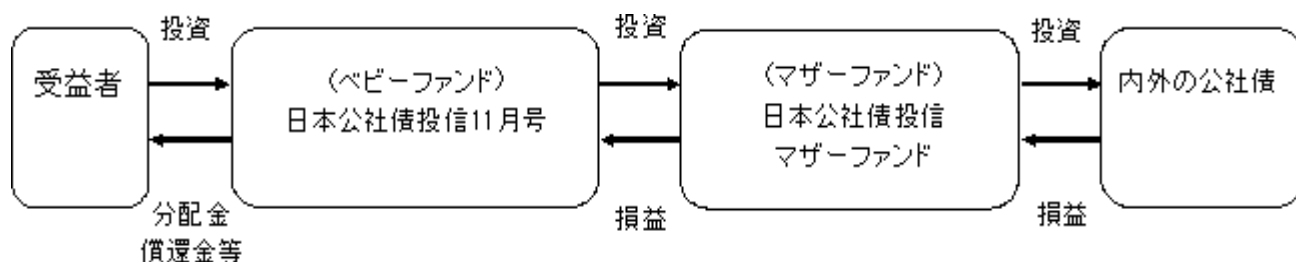 投資
投資
投資
受益者
(ベビーファンド)
日本公社債投信11月号
(マザーファンド)
日本公社債投信
マザーファンド
内外の公社債
分配金
償還金等
損益
損益